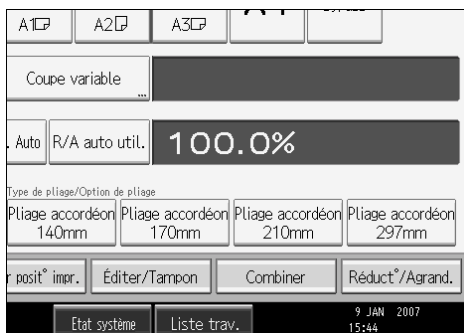 A1 A2 A3
Coupe variable ...
. Auto R/A auto util. 100.0%
Type de pliage/Option de pliage
Pliage accordéon Pliage accordéon Pliage accordéon Pliage accordéon
140mm 170mm 210mm 297mm
r posit° impr. Éditer/Tampon Combiner Réduct°/Agrand.
Etat système Liste trav. 9 JAN 2007
15:44